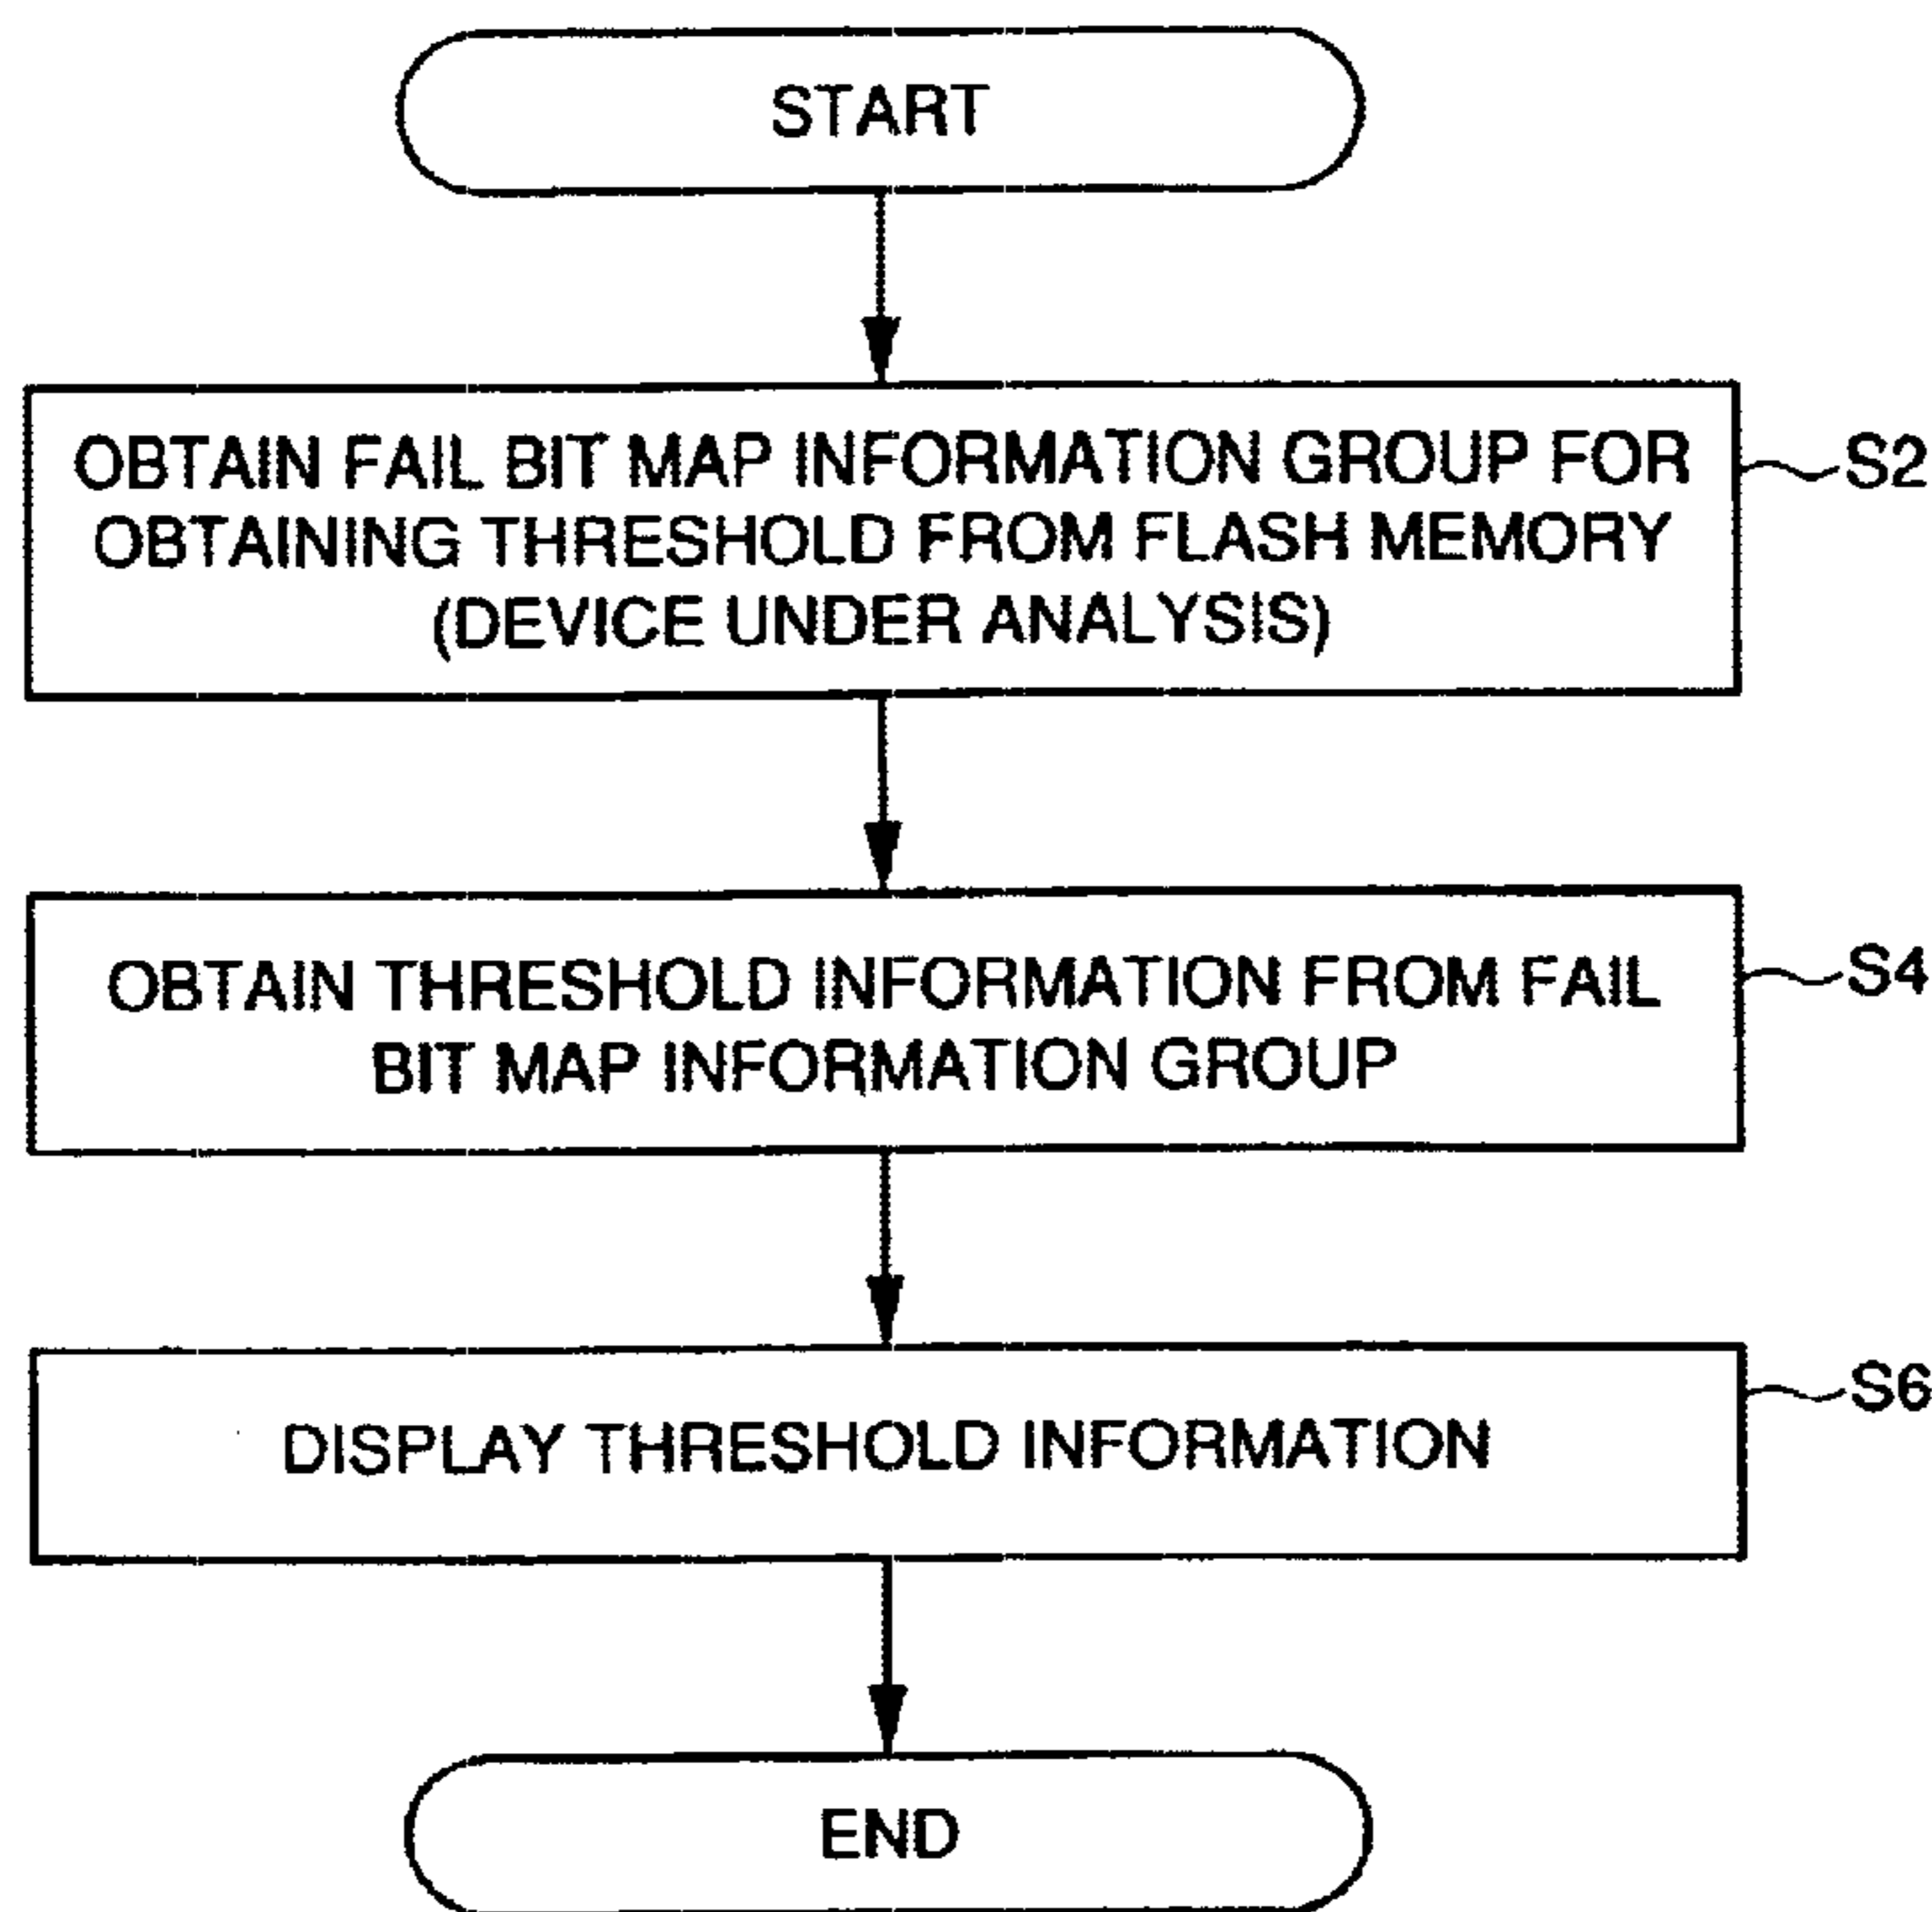 START
OBTAIN FAIL BIT MAP INFORMATION GROUP FOR
OBTAINING THRESHOLD FROM FLASH MEMORY
(DEVICE UNDER ANALYSIS)
S2
OBTAIN THRESHOLD INFORMATION FROM FAIL
BIT MAP INFORMATION GROUP
S4
DISPLAY THRESHOLD INFORMATION
S6
END